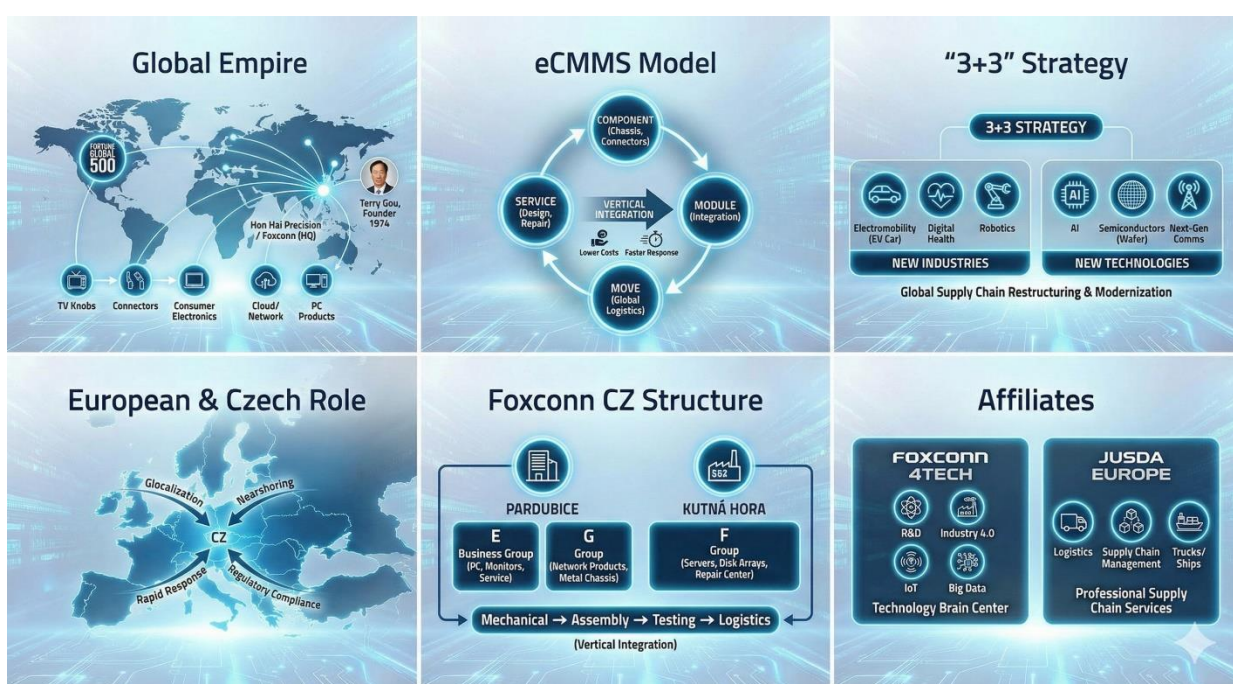 Global Empire
FORTUNE
GLOBAL
500
Terry Gou,
Founder
1974
Hon Hai Precision
/ Foxconn (HQ)
TV Knobs
Connectors
Consumer
Electronics
Cloud/
Network
PC
Products
eCMMS Model
COMPONENT
(Chassis,
Connectors)
SERVICE
(Design,
Repair)
VERTICAL
INTEGRATION
Lower Costs
Faster Response
MODULE
(Integration)
MOVE
(Global
Logistics)
“3+3” Strategy
3+3 STRATEGY
Electromobility
(EV Car)
Digital
Health
Robotics
NEW INDUSTRIES
AI
AI
Semiconductors
(Wafer)
Next-Gen
Comms
NEW TECHNOLOGIES
Global Supply Chain Restructuring & Modernization
European & Czech Role
Glocalization
Nearshoring
CZ
Rapid Response
Regulatory Compliance
Foxconn CZ Structure
PARDUBICE
E
Business Group
(PC, Monitors,
Service)
G
Group
(Network Products,
Metal Chassis)
KUTNÁ HORA
F
Group
(Servers, Disk Arrays,
Repair Center)
Mechanical → Assembly → Testing → Logistics
(Vertical Integration)
Affiliates
FOXCONN
4TECH
R&D
Industry 4.0
IoT
Big Data
Technology Brain Center
JUSDA
EUROPE
Logistics
Supply Chain
Management
Trucks/
Ships
Professional Supply
Chain Services